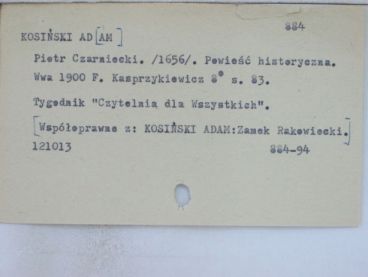 884
KOSIŃSKI AD[AM]
Piotr Czarniecki. /1656/. Powieść historyczna.
Wwa 1900 F. Kasprzykiewicz 8° s. 83.
Tygodnik "Czytelnia dla Wszystkich".
[Współoprawne z: KOSIŃSKI ADAM:Zamek Rakowiecki.]
121013 884-94